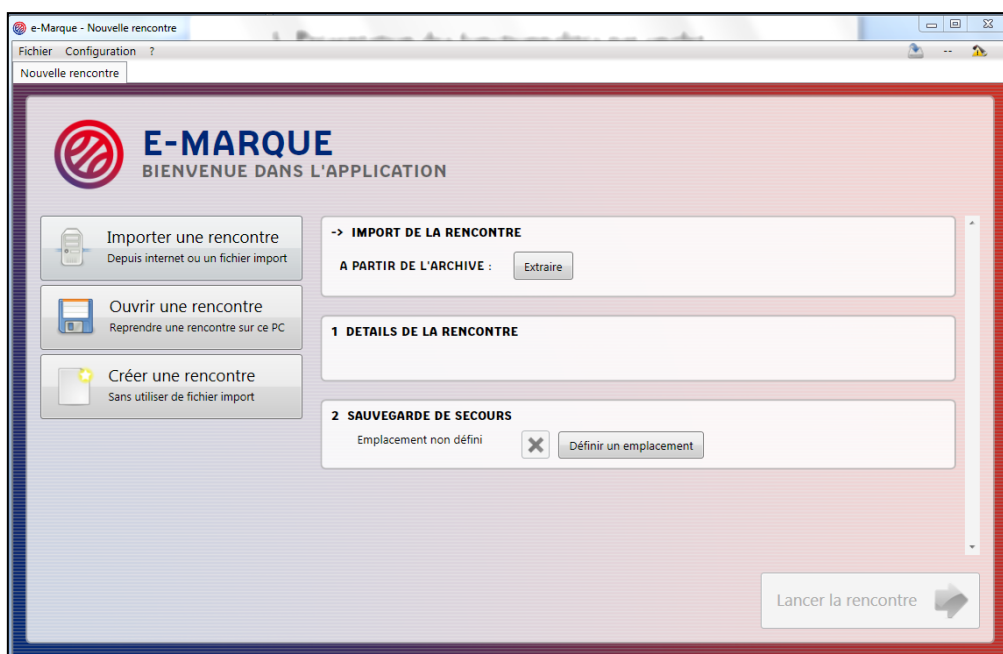 e-Marque - Nouvelle rencontre
Fichier Configuration ? --
Nouvelle rencontre
E-MARQUE
BIENVENUE DANS L'APPLICATION
Importer une rencontre
Depuis internet ou un fichier import
Ouvrir une rencontre
Reprendre une rencontre sur ce PC
Créer une rencontre
Sans utiliser de fichier import
-> IMPORT DE LA RENCONTRE
A PARTIR DE L'ARCHIVE : Extraire
1 DETAILS DE LA RENCONTRE
2 SAUVEGARDE DE SECOURS
Emplacement non défini Définir un emplacement
Lancer la rencontre